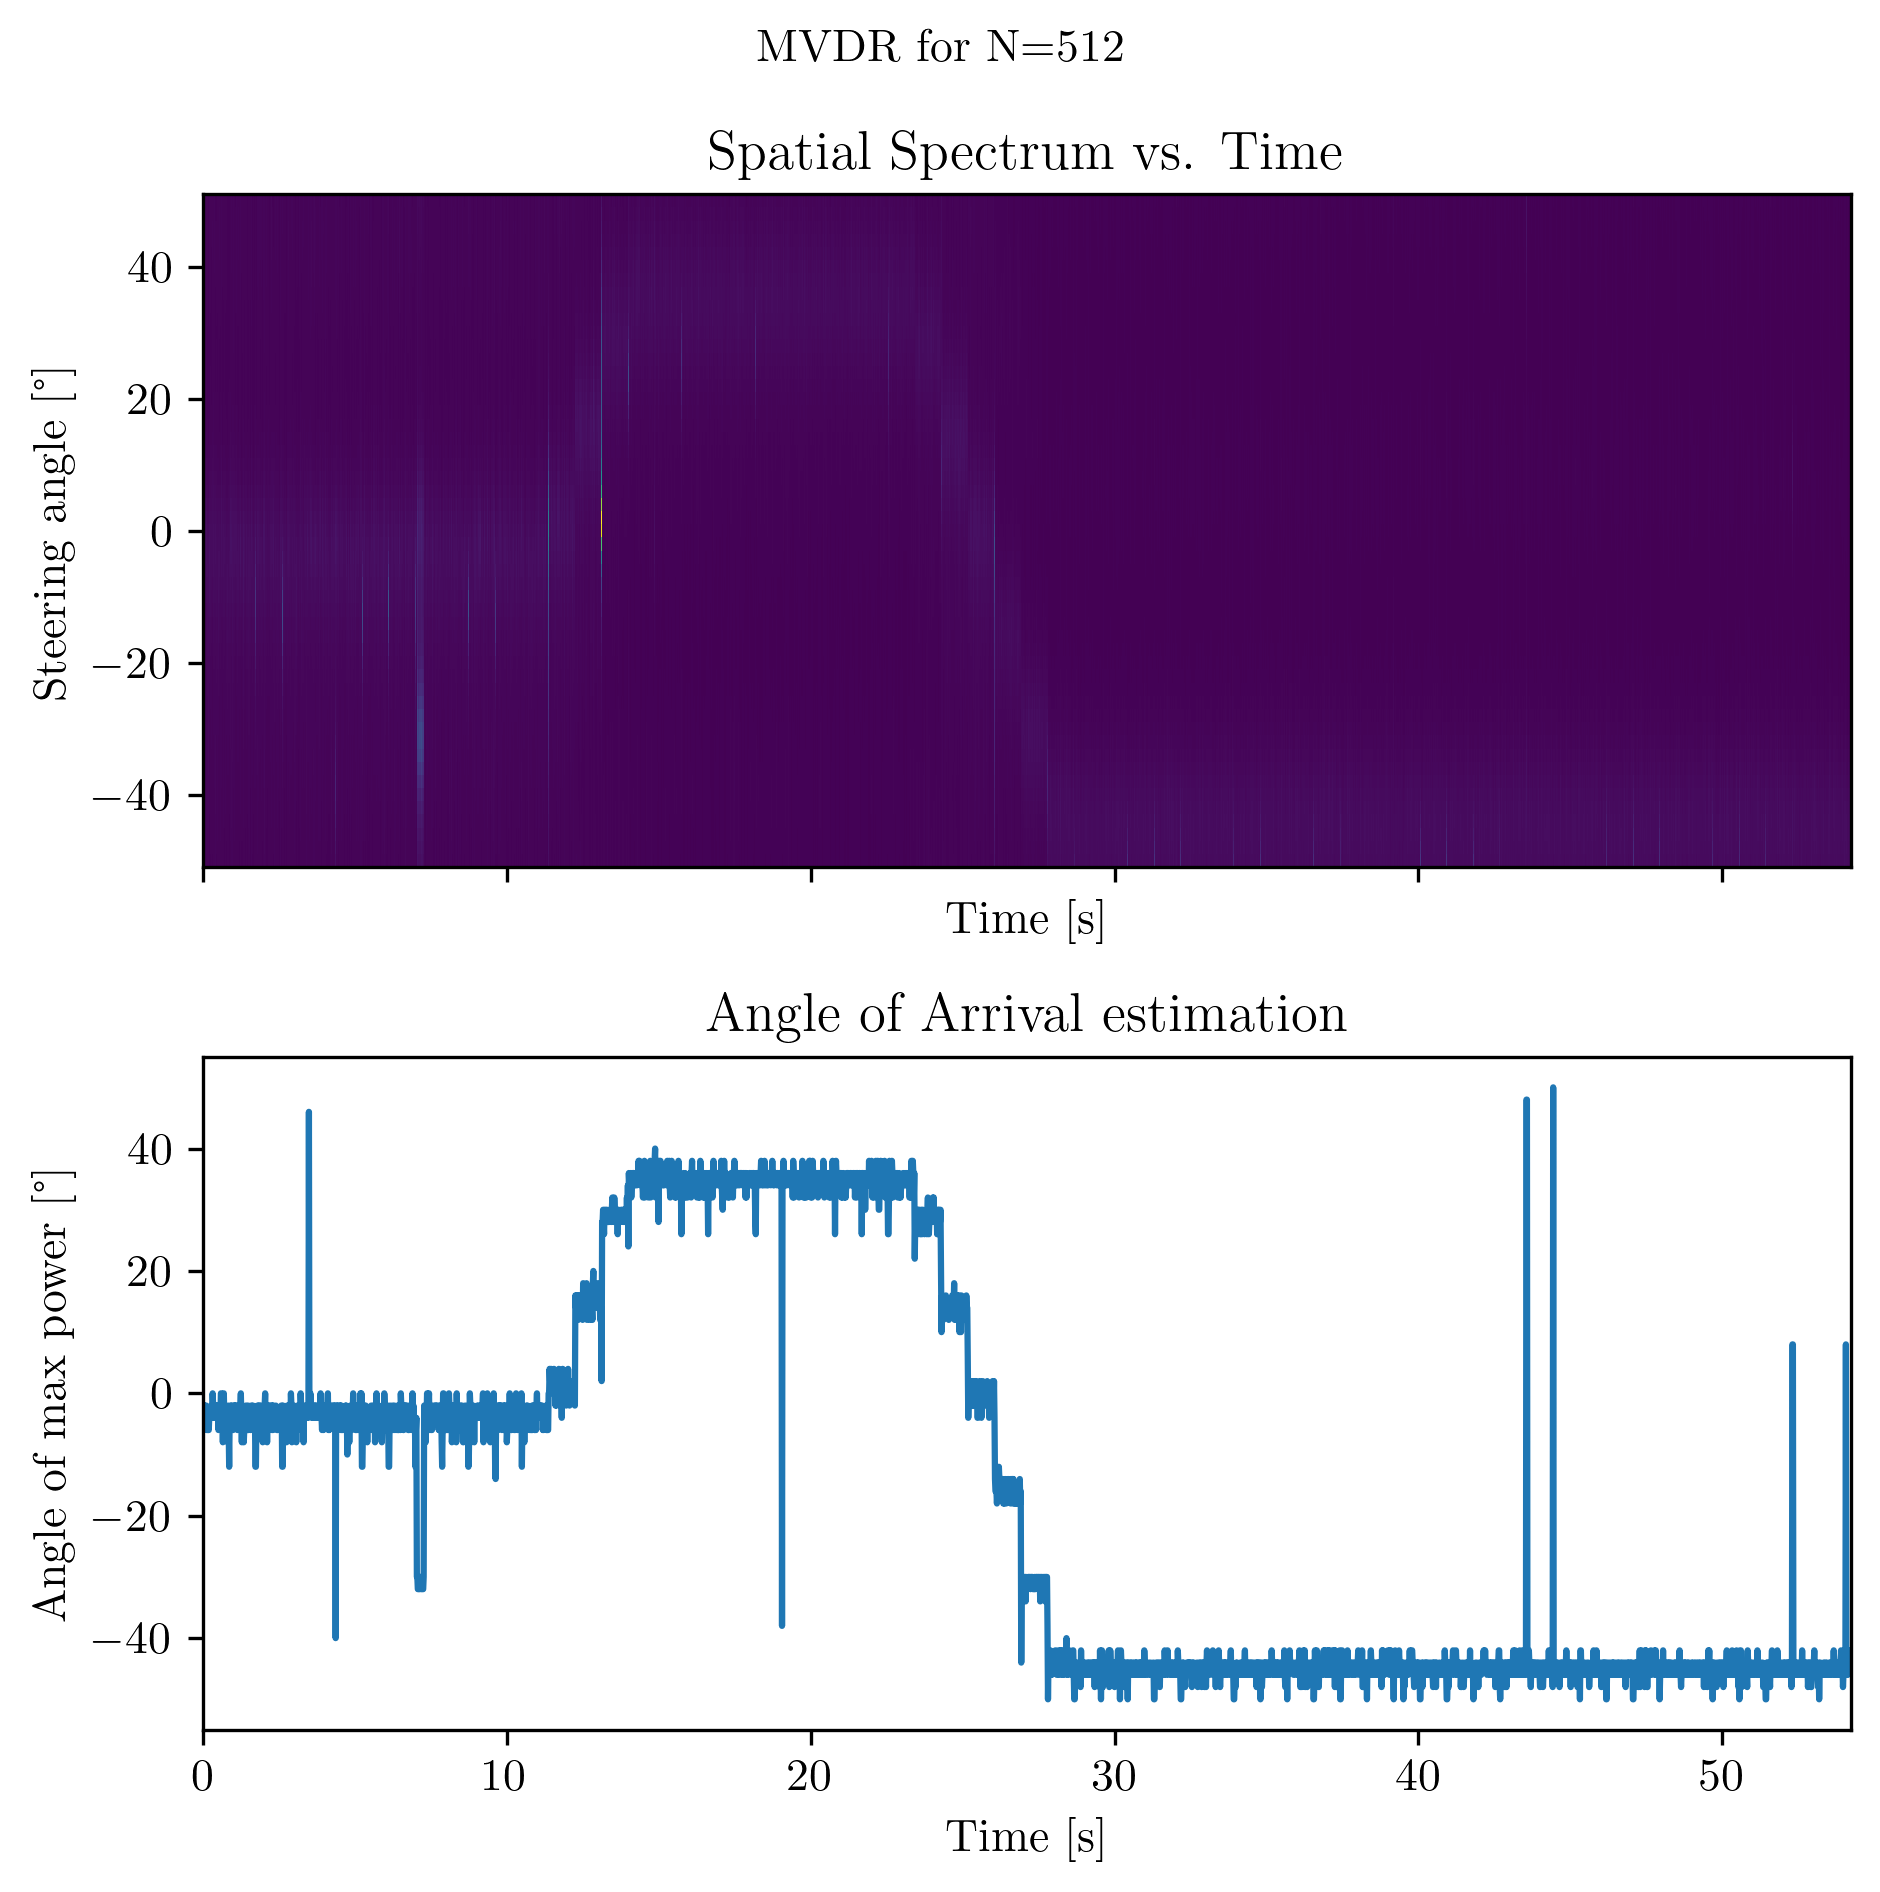 MVDR for N=512
Spatial Spectrum vs. Time
Steering angle [°]
40
20
0
−20
−40
Time [s]
Angle of Arrival estimation
Angle of max power [°]
40
20
0
−20
−40
0 10 20 30 40 50
Time [s]